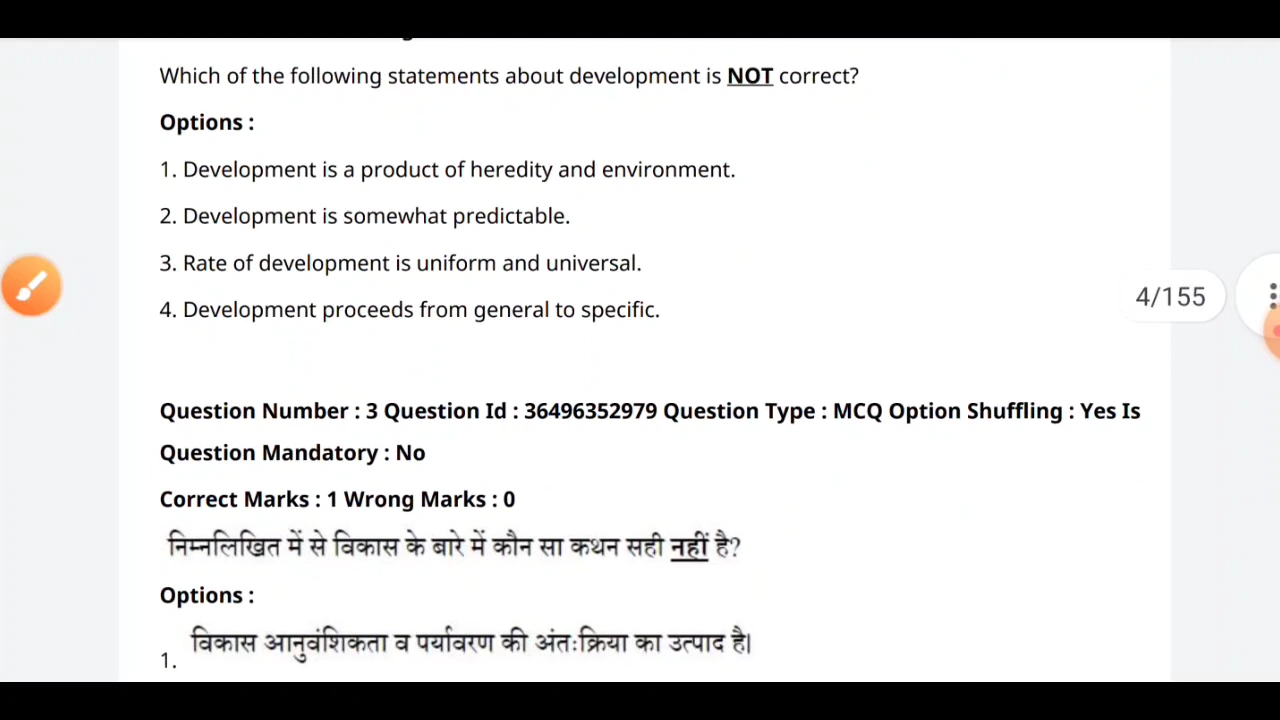 Which of the following statements about development is NOT correct?
Options :
1. Development is a product of heredity and environment.
2. Development is somewhat predictable.
3. Rate of development is uniform and universal.
4/155
4. Development proceeds from general to specific.
Question Number : 3 Question Id : 36496352979 Question Type : MCQ Option Shuffling : Yes Is
Question Mandatory : No
Correct Marks : 1 Wrong Marks : 0
निम्नलिखित में से विकास के बारे में कौन सा कथन सही नहीं है?
Options :
1. विकास आनुवंशिकता व पर्यावरण की अंतःक्रिया का उत्पाद है।